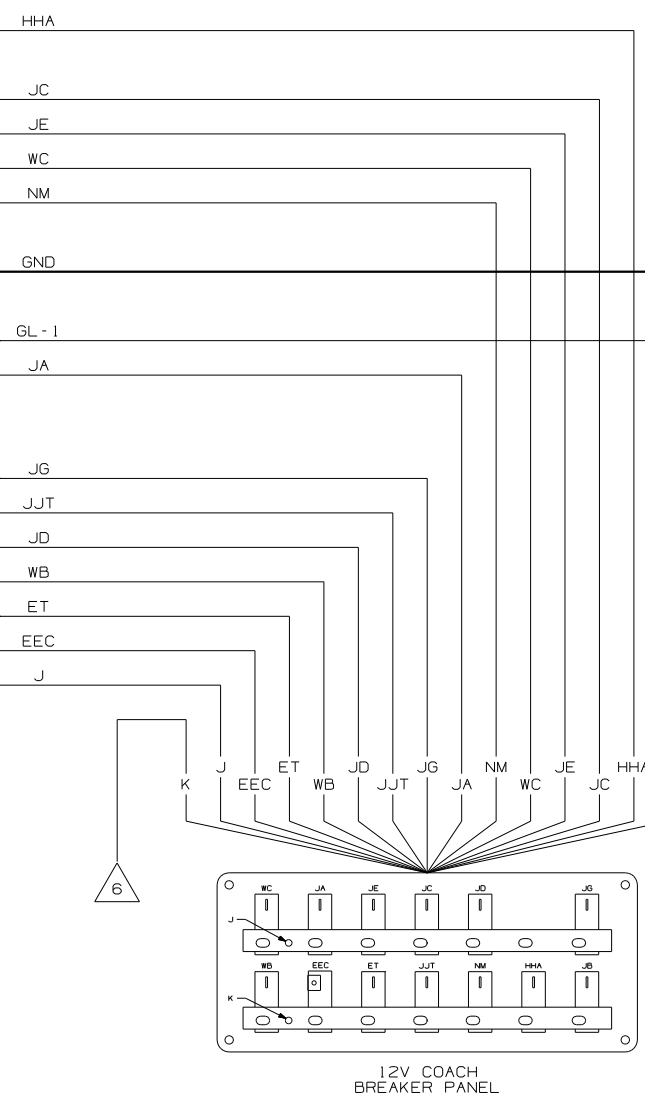 HHA
JC
JE
WC
NM
GND
GL - 1
JA
JG
JJT
JD
WB
ET
EEC
J
J ET JD JG NM JE HHA
K EEC WB JJT JA WC JC
6
WC JA JE JC JD JG
J
WB EEC ET JJT NM HHA JB
K
12V COACH
BREAKER PANEL